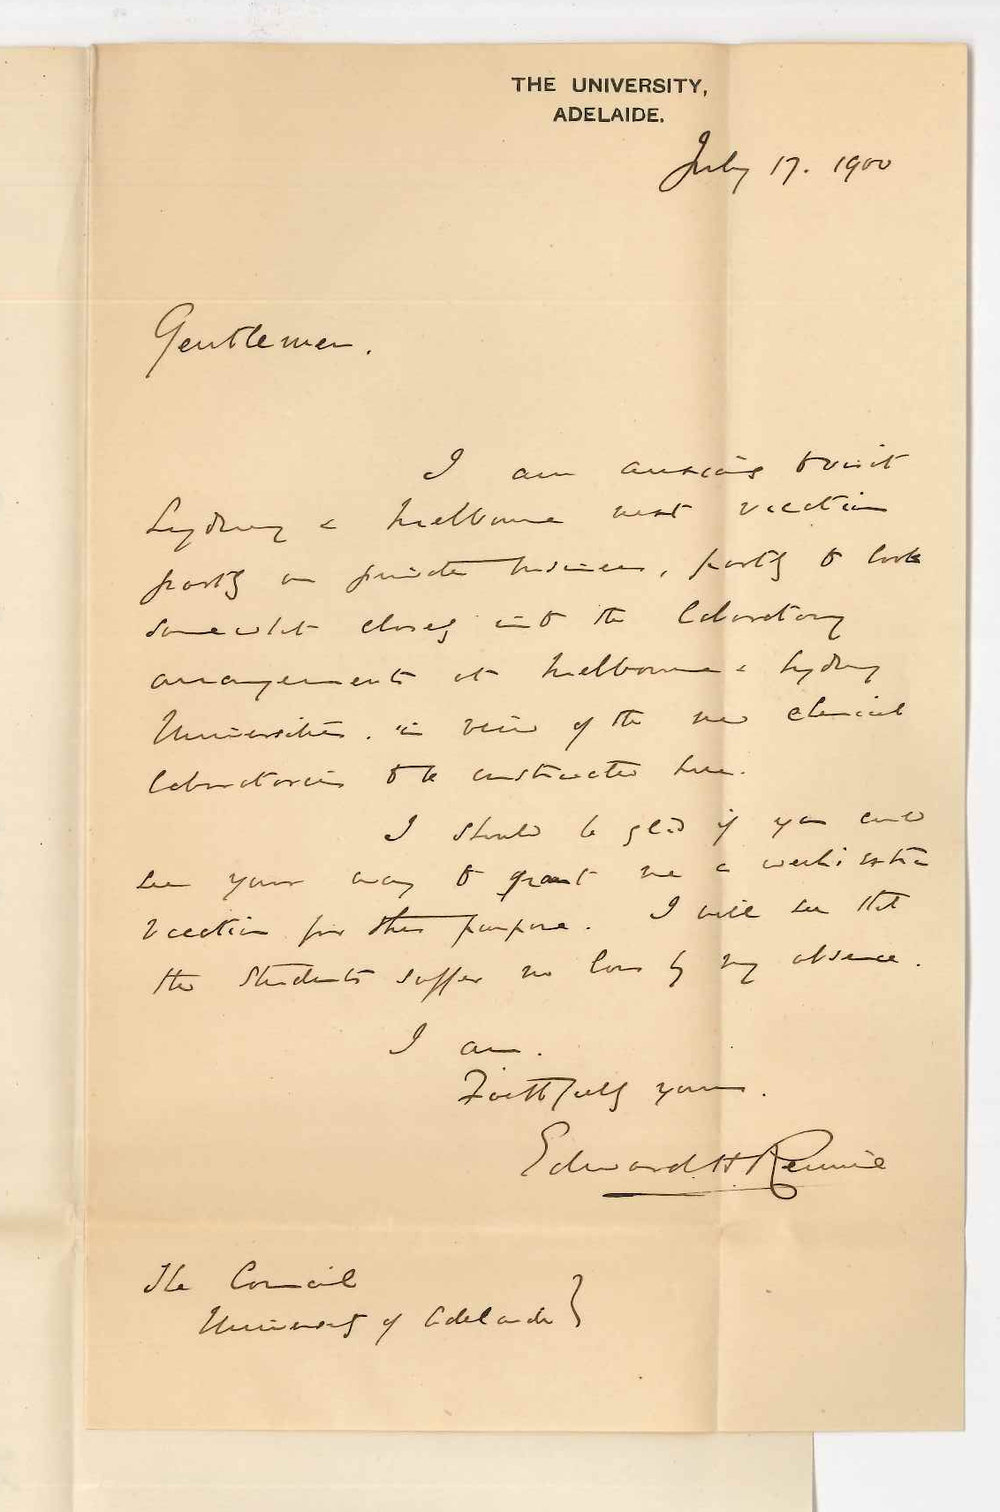 THE UNIVERSITY,
ADELAIDE.
July 17. 1900
Gentlemen.
I am anxious to visit
Sydney & Melbourne next vacation
partly on private business, partly to look
somewhat closely into the laboratory
arrangements at Melbourne & Sydney
Universities. in view of the new chemical
laboratories to be constructed here.
I should be glad if you could
see your way to grant me a week's extra
vacation for this purpose. I will see that
the students suffer no loss by my absence.
I am.
Faithfully yours.
Edward H Rennie
The Council
University of Adelaide }